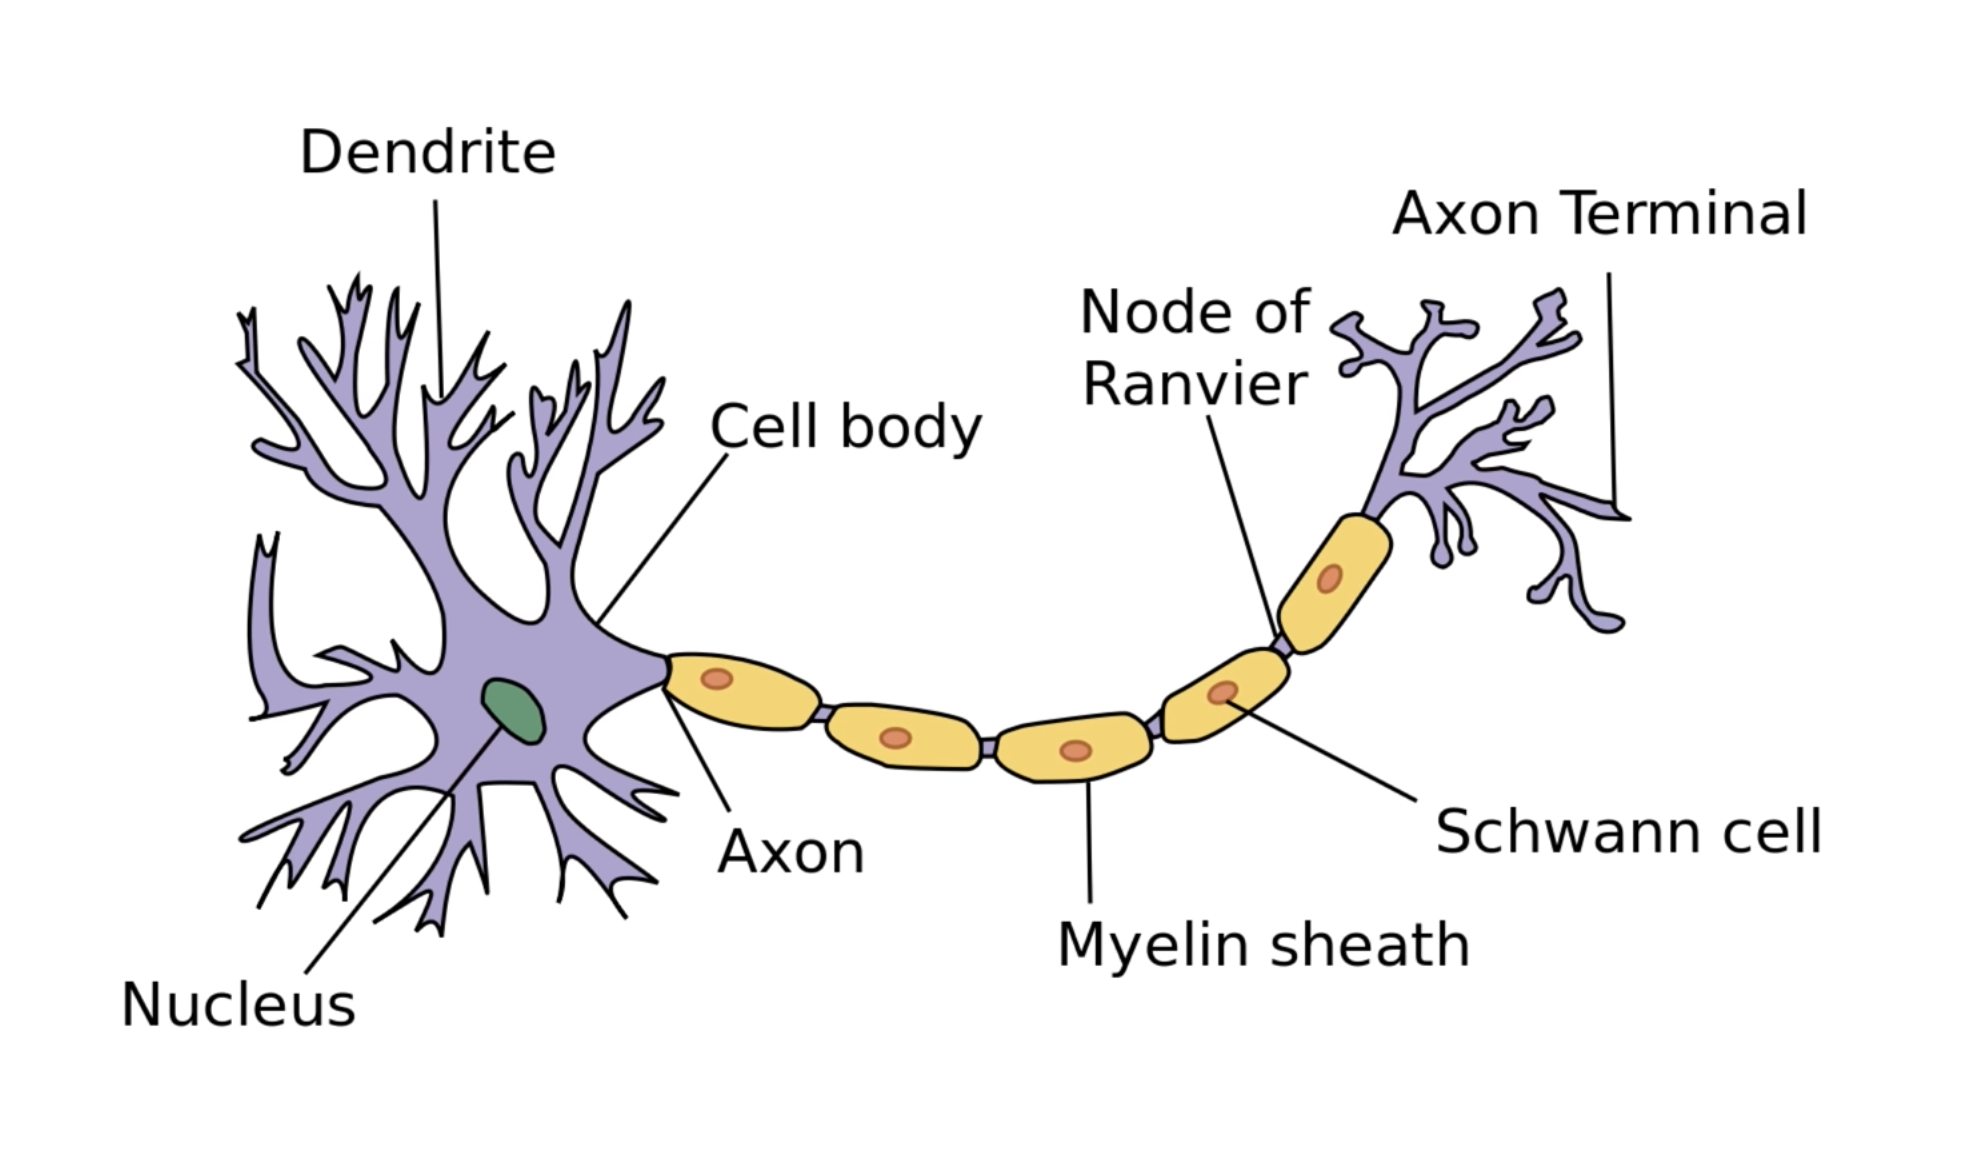 Dendrite
Axon Terminal
Node of
Ranvier
Cell body
Axon
Schwann cell
Myelin sheath
Nucleus